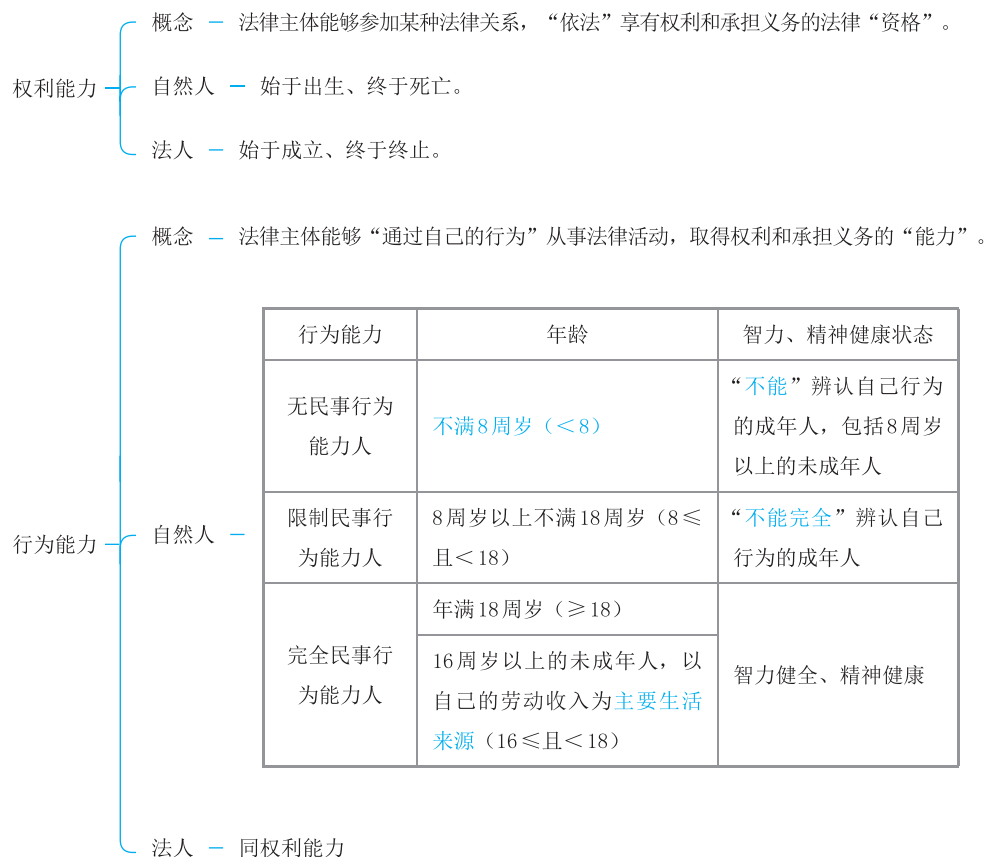 权利能力
概念 — 法律主体能够参加某种法律关系，“依法”享有权利和承担义务的法律“资格”。
自然人 — 始于出生、终于死亡。
法人 — 始于成立、终于终止。
行为能力
概念 — 法律主体能够“通过自己的行为”从事法律活动，取得权利和承担义务的“能力”。
自然人 —
行为能力
年龄
智力、精神健康状态
无民事行为
能力人
不满8周岁（＜8）
“不能”辨认自己行为
的成年人，包括8周岁
以上的未成年人
限制民事行
为能力人
8周岁以上不满18周岁（8≤
且＜18）
“不能完全”辨认自己
行为的成年人
完全民事行
为能力人
年满18周岁（≥18）
16周岁以上的未成年人，以
自己的劳动收入为主要生活
来源（16≤且＜18）
智力健全、精神健康
法人 — 同权利能力